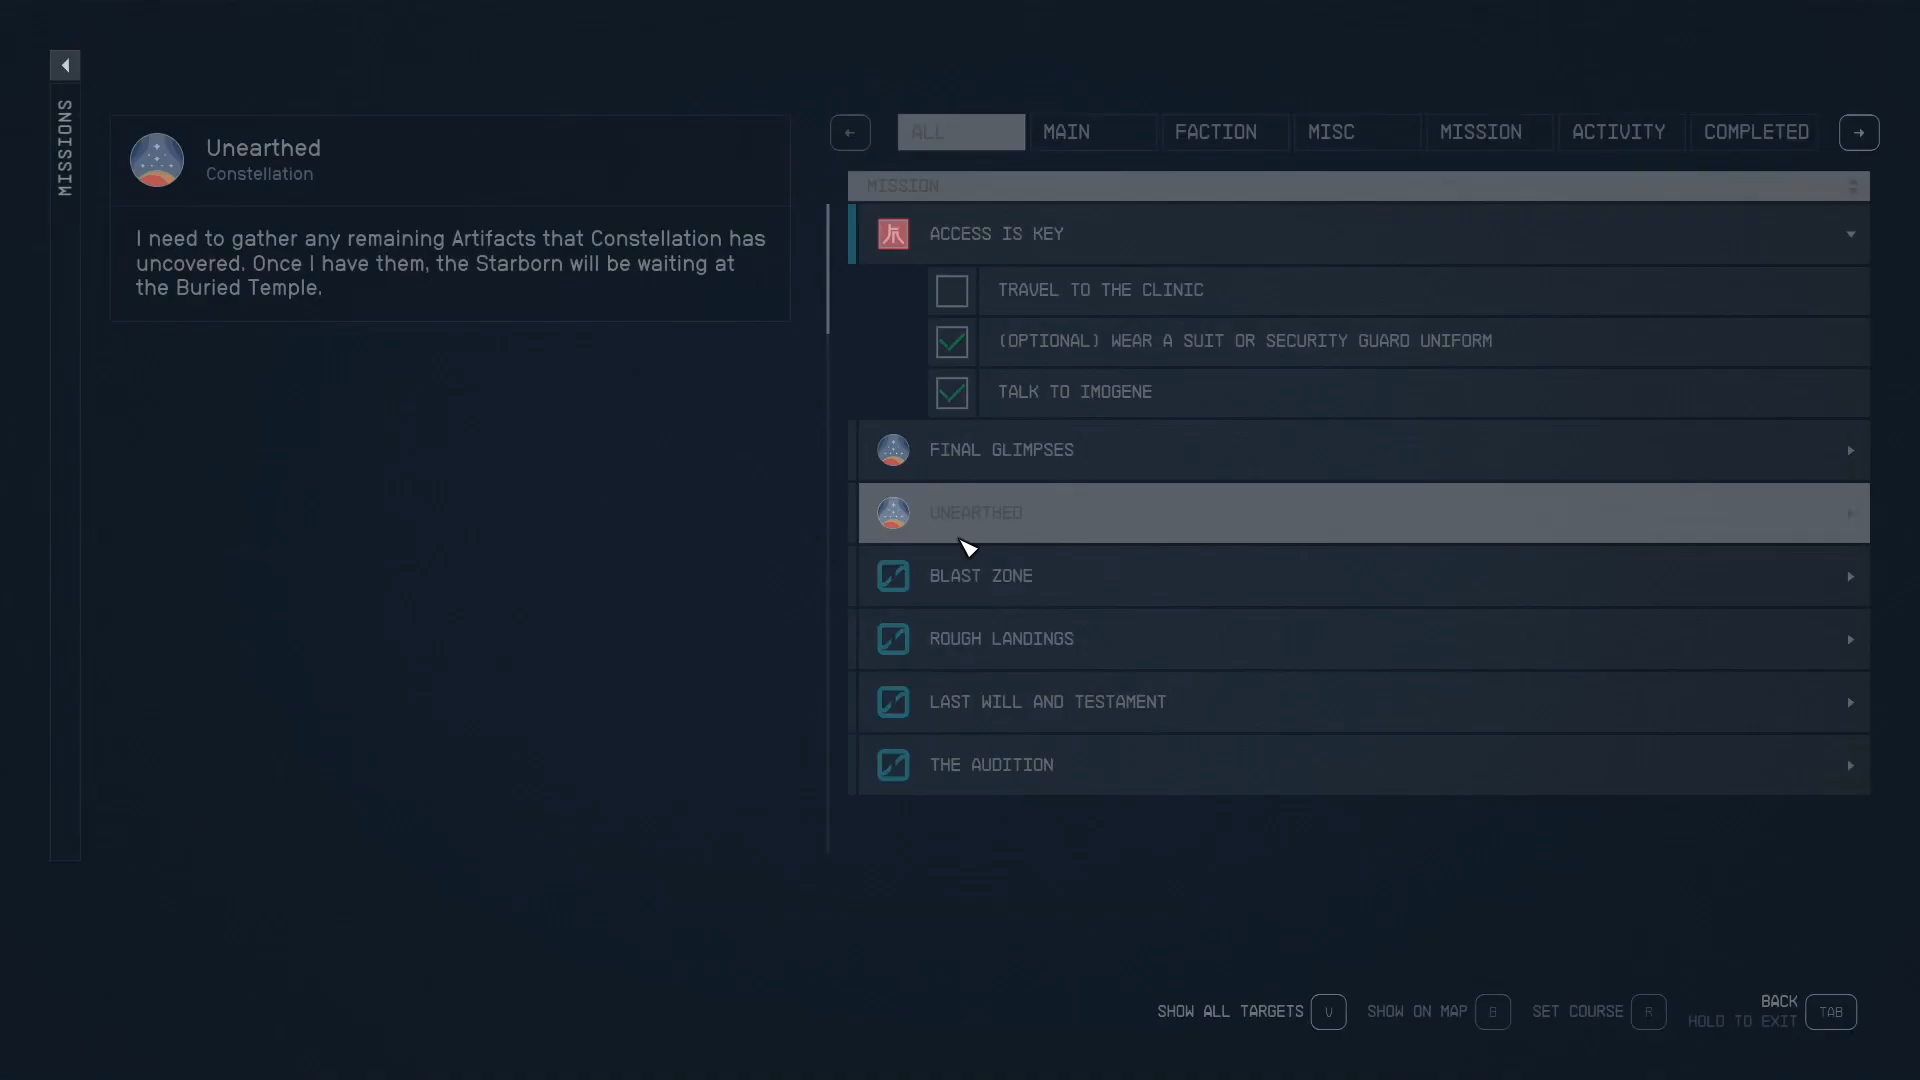 MISSIONS
Unearthed
Constellation
I need to gather any remaining Artifacts that Constellation has
uncovered. Once I have them, the Starborn will be waiting at
the Buried Temple.
ALL
MAIN
FACTION
MISC
MISSION
ACTIVITY
COMPLETED
MISSION
ACCESS IS KEY
TRAVEL TO THE CLINIC
(OPTIONAL) WEAR A SUIT OR SECURITY GUARD UNIFORM
TALK TO IMOGENE
FINAL GLIMPSES
UNEARTHED
BLAST ZONE
ROUGH LANDINGS
LAST WILL AND TESTAMENT
THE AUDITION
SHOW ALL TARGETS V
SHOW ON MAP B
SET COURSE R
BACK
HOLD TO EXIT
TAB